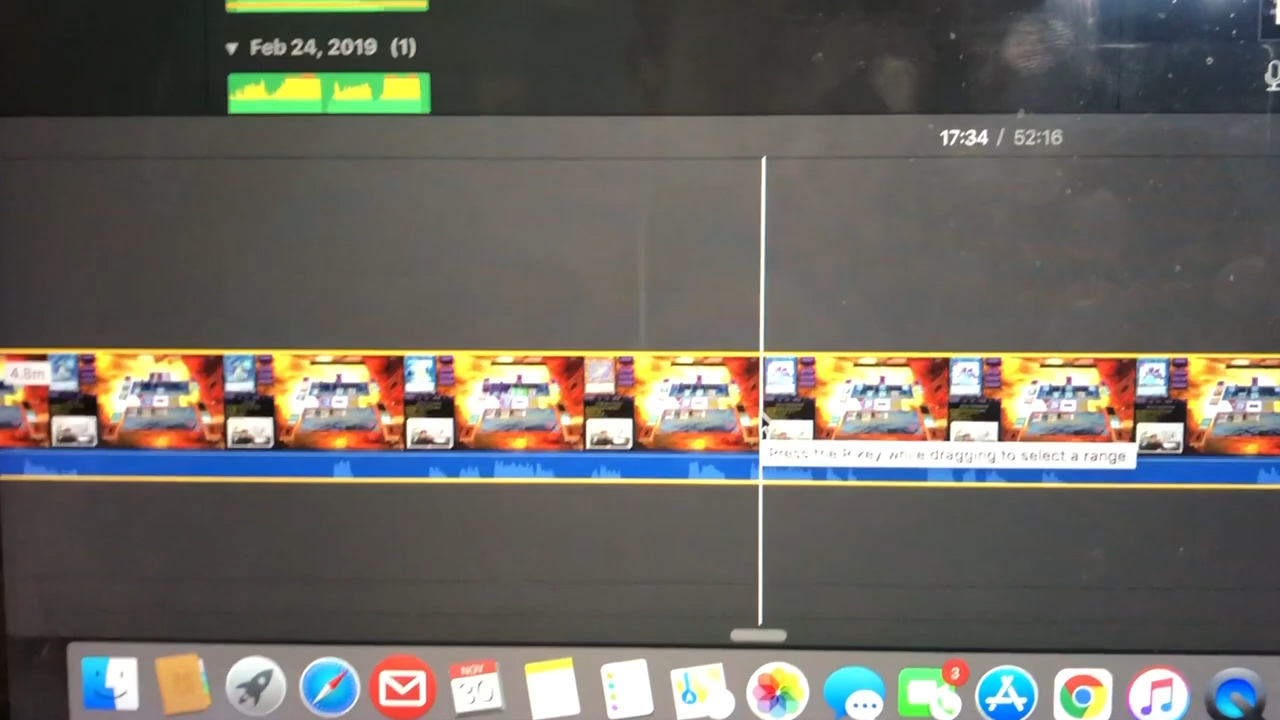 Feb 24, 2019 (1)
17:34 / 52:16
4.8m
Press the R key while dragging to select a range
NOV
30
3